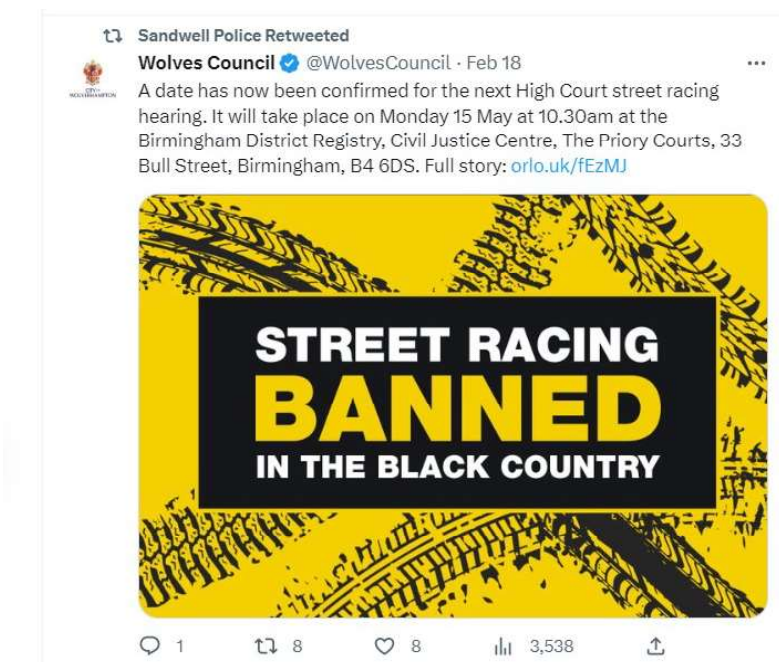 Sandwell Police Retweeted
Wolves Council @WolvesCouncil · Feb 18
A date has now been confirmed for the next High Court street racing
hearing. It will take place on Monday 15 May at 10.30am at the
Birmingham District Registry, Civil Justice Centre, The Priory Courts, 33
Bull Street, Birmingham, B4 6DS. Full story: orlo.uk/fEzMJ
CITY OF
WOLVERHAMPTON
STREET RACING
BANNED
IN THE BLACK COUNTRY
1 8 8 3,538